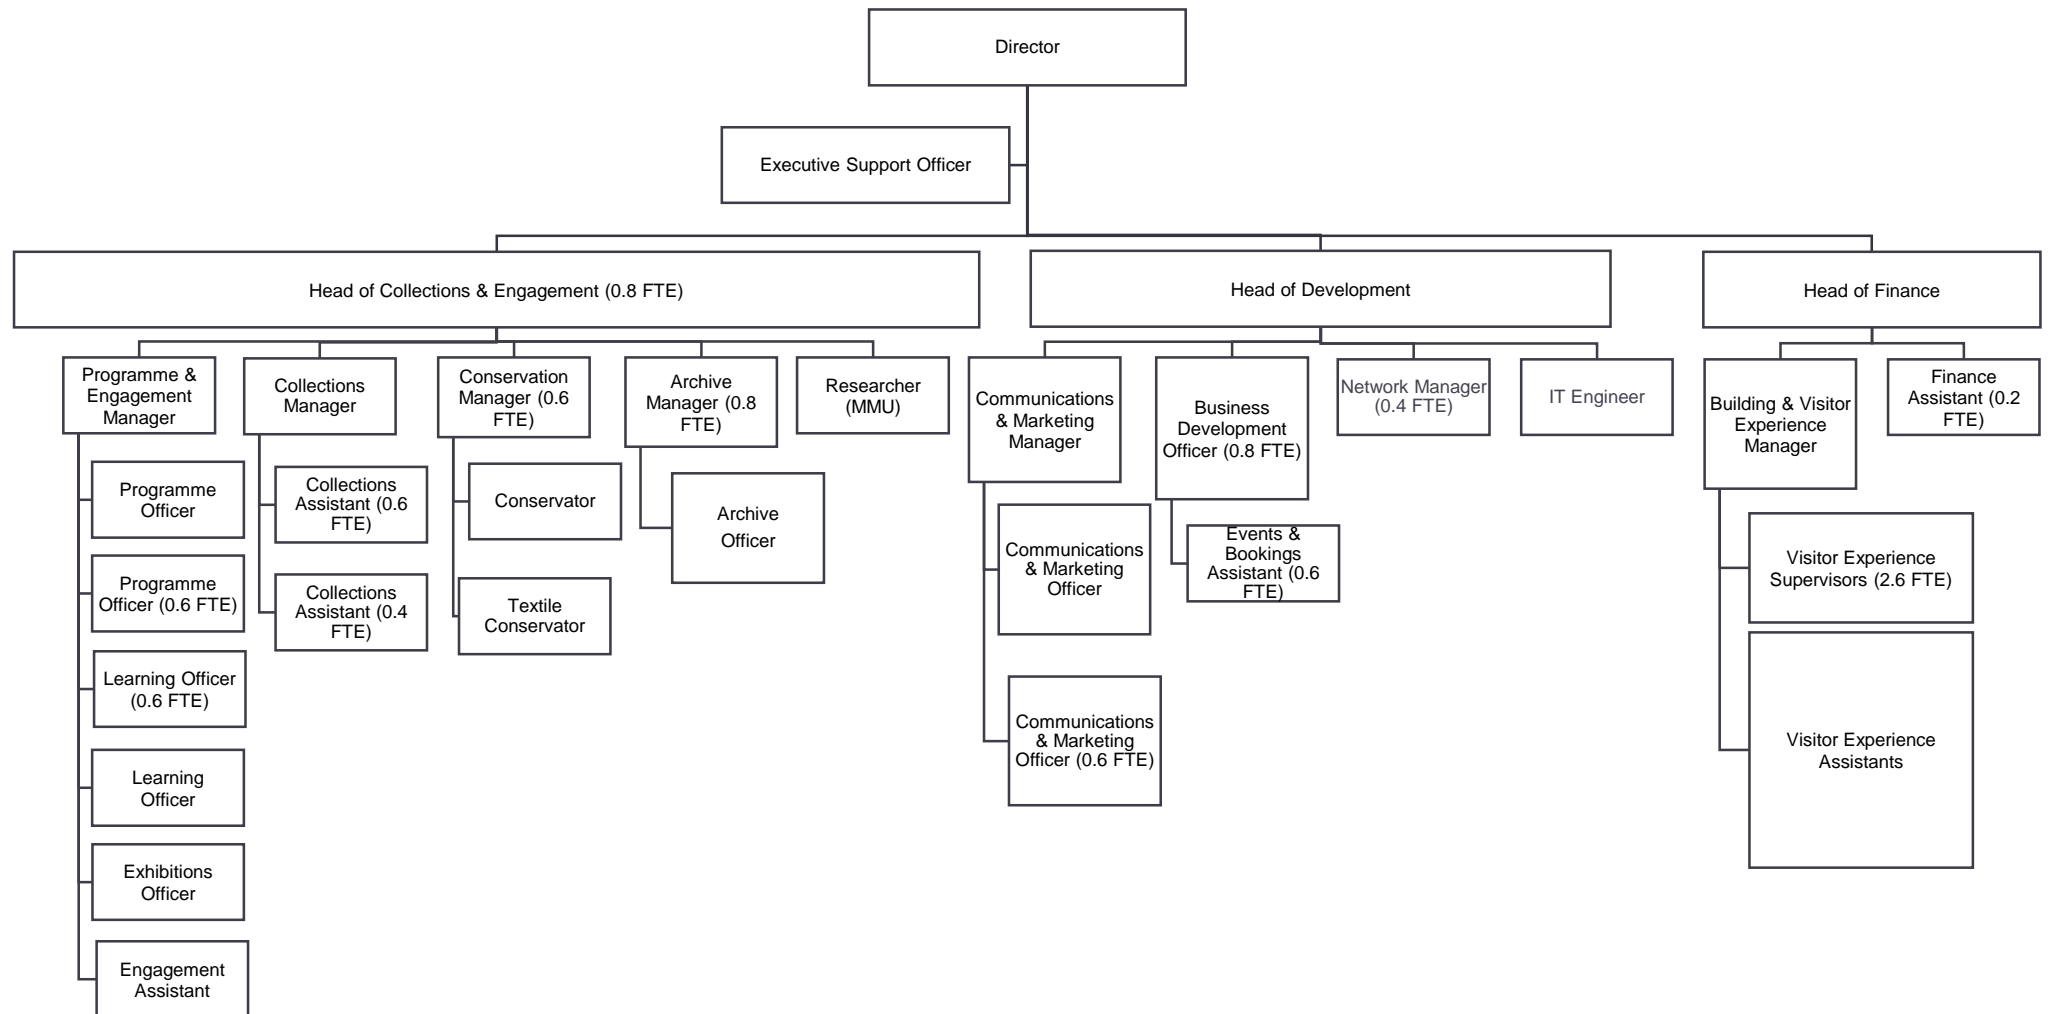 Director
Executive Support Officer
Head of Collections & Engagement (0.8 FTE)
Head of Development
Head of Finance
Programme &
Engagement
Manager
Collections
Manager
Conservation
Manager (0.6
FTE)
Archive
Manager (0.8
FTE)
Researcher
(MMU)
Communications
& Marketing
Manager
Business
Development
Officer (0.8 FTE)
Network Manager
(0.4 FTE)
IT Engineer
Building & Visitor
Experience
Manager
Finance
Assistant (0.2
FTE)
Programme
Officer
Programme
Officer (0.6 FTE)
Learning Officer
(0.6 FTE)
Learning
Officer
Exhibitions
Officer
Engagement
Assistant
Collections
Assistant (0.6
FTE)
Collections
Assistant (0.4
FTE)
Conservator
Textile
Conservator
Archive
Officer
Communications
& Marketing
Officer
Communications
& Marketing
Officer (0.6 FTE)
Events &
Bookings
Assistant (0.6
FTE)
Visitor Experience
Supervisors (2.6 FTE)
Visitor Experience
Assistants